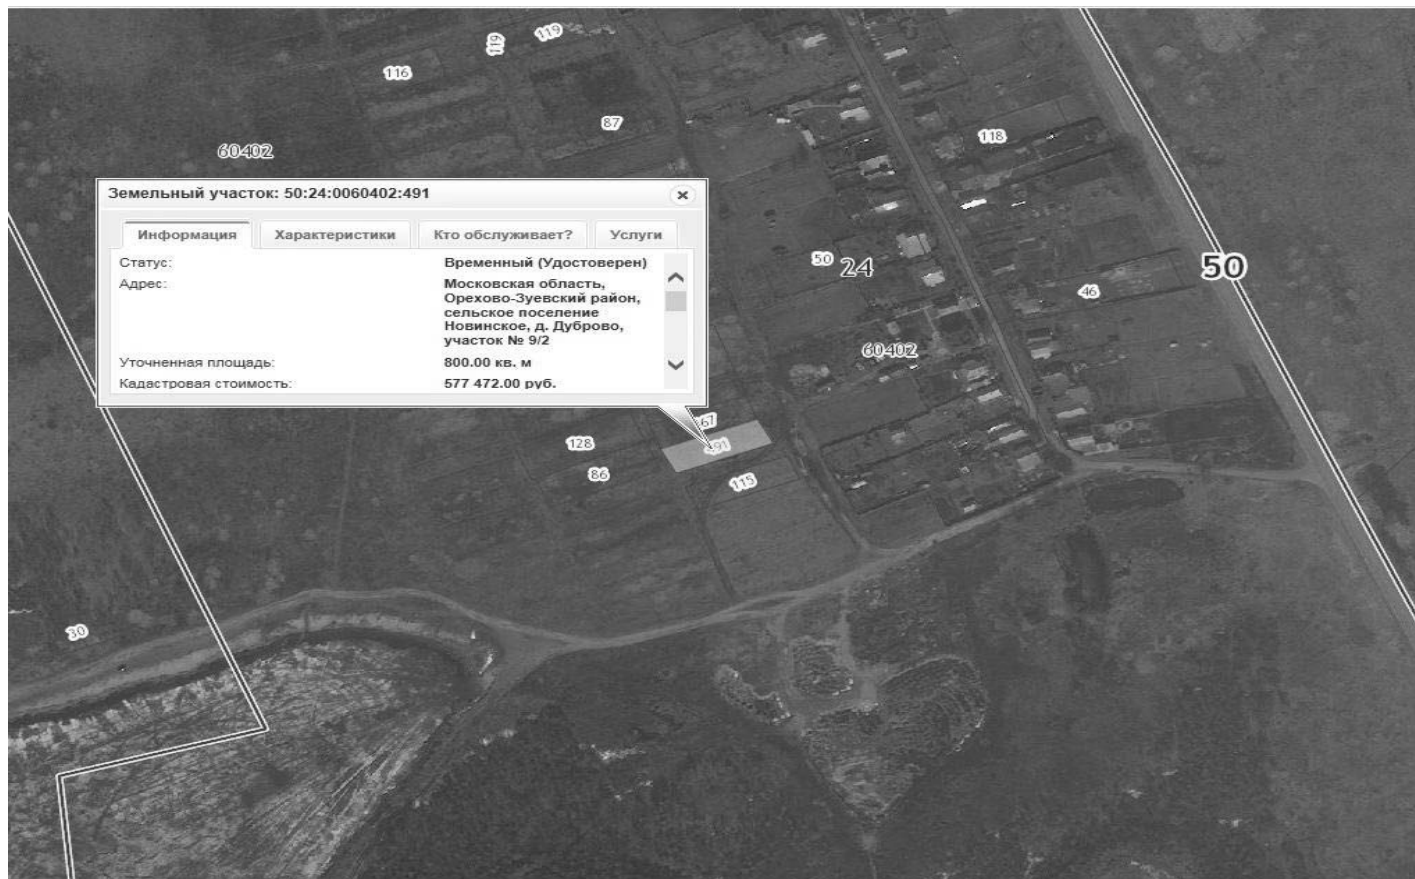 119
119
116
87
118
60402
Земельный участок: 50:24:0060402:491
Информация
Характеристики
Кто обслуживает?
Услуги
Статус:
Временный (Удостоверен)
Адрес:
Московская область,
Орехово-Зуевский район,
сельское поселение
Новинское, д. Дуброво,
участок № 9/2
Уточненная площадь:
800.00 кв. м
Кадастровая стоимость:
577 472.00 руб.
50
24
50
46
60402
67
128
491
86
115
30